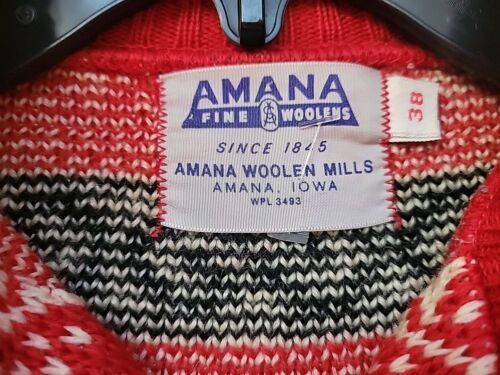 AMANA
FINE WOOLENS
SINCE 1845
AMANA WOOLEN MILLS
AMANA, IOWA
WPL 3493
38